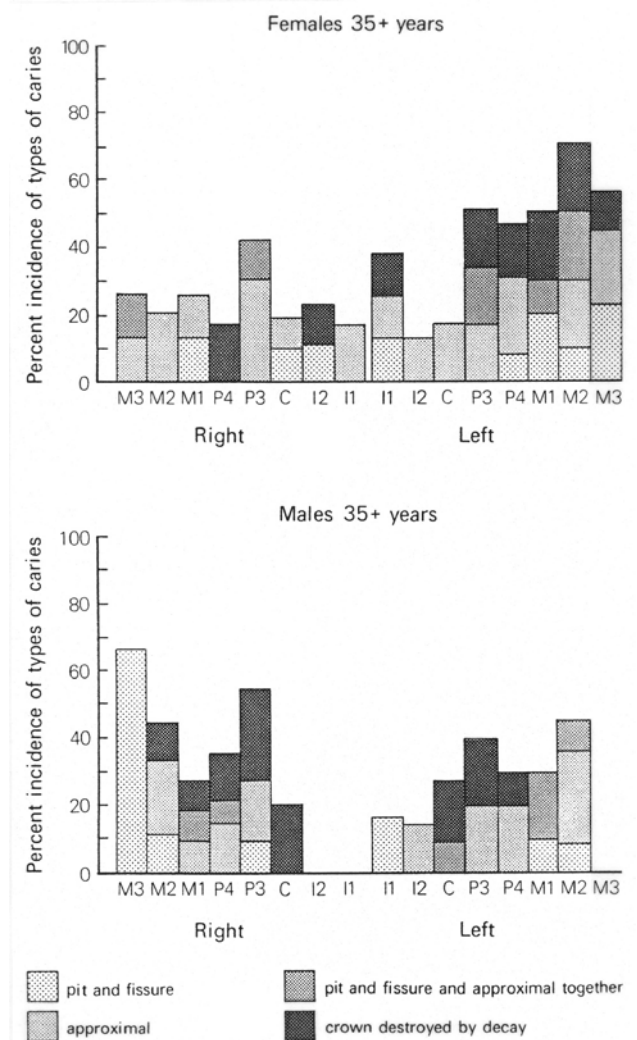 Females 35+ years
Percent incidence of types of caries
100
80
60
40
20
0
M3 M2 M1 P4 P3 C I2 I1 I1 I2 C P3 P4 M1 M2 M3
Right Left
Males 35+ years
Percent incidence of types of caries
100
80
60
40
20
0
M3 M2 M1 P4 P3 C I2 I1 I1 I2 C P3 P4 M1 M2 M3
Right Left
pit and fissure pit and fissure and approximal together
approximal crown destroyed by decay